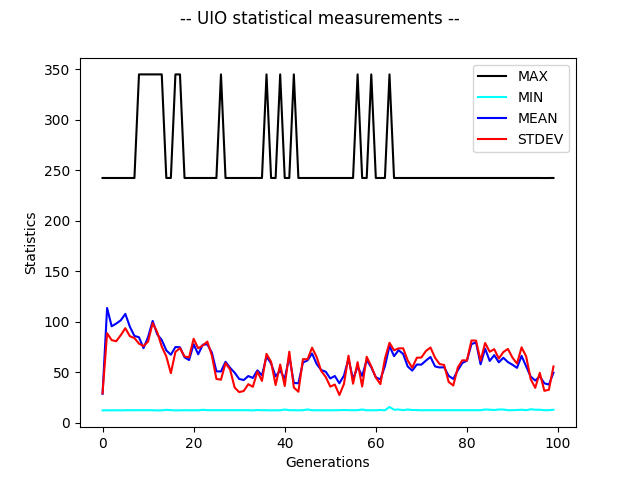 -- UIO statistical measurements --
350
300
250
200
150
100
50
0
Statistics
MAX
MIN
MEAN
STDEV
0 20 40 60 80 100
Generations